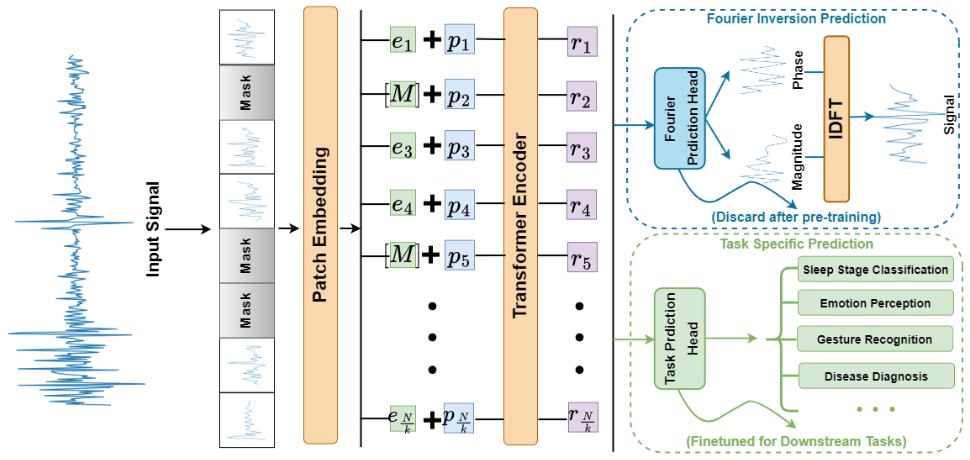 Input Signal
Mask
Mask
Mask
Patch Embedding
e_1 + p_1
[M] + p_2
e_3 + p_3
e_4 + p_4
[M] + p_5
e_{\frac{N}{k}} + p_{\frac{N}{k}}
Transformer Encoder
r_1
r_2
r_3
r_4
r_5
r_{\frac{N}{k}}
Fourier Inversion Prediction
Fourier
Prdiction Head
Phase
Magnitude
IDFT
Signal
(Discard after pre-training)
Task Specific Prediction
Task Prdiction
Head
Sleep Stage Classification
Emotion Perception
Gesture Recognition
Disease Diagnosis
(Finetuned for Downstream Tasks)